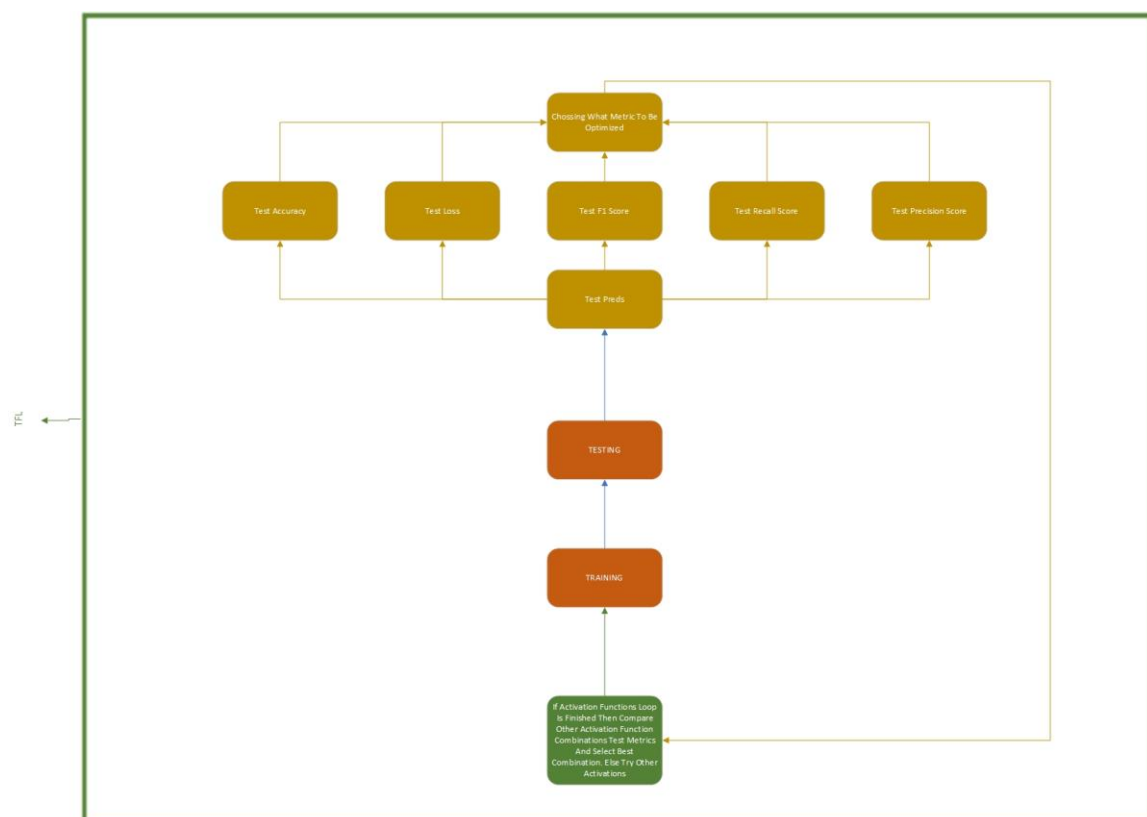 Chossing What Metric To Be
Optimized
Test Accuracy
Test Loss
Test F1 Score
Test Recall Score
Test Precision Score
Test Preds
TFL
TESTING
TRAINING
If Activation Functions Loop
Is Finished Then Compare
Other Activation Function
Combinations Test Metrics
And Select Best
Combination. Else Try Other
Activations